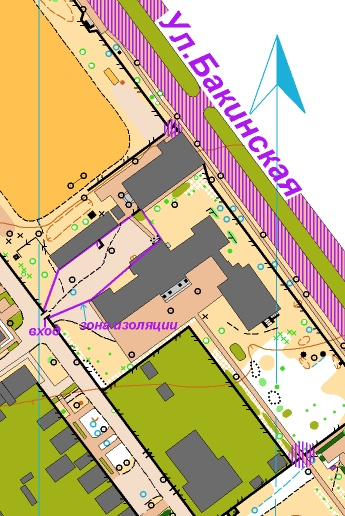 Ул.Бакинская
вход
зона изоляции